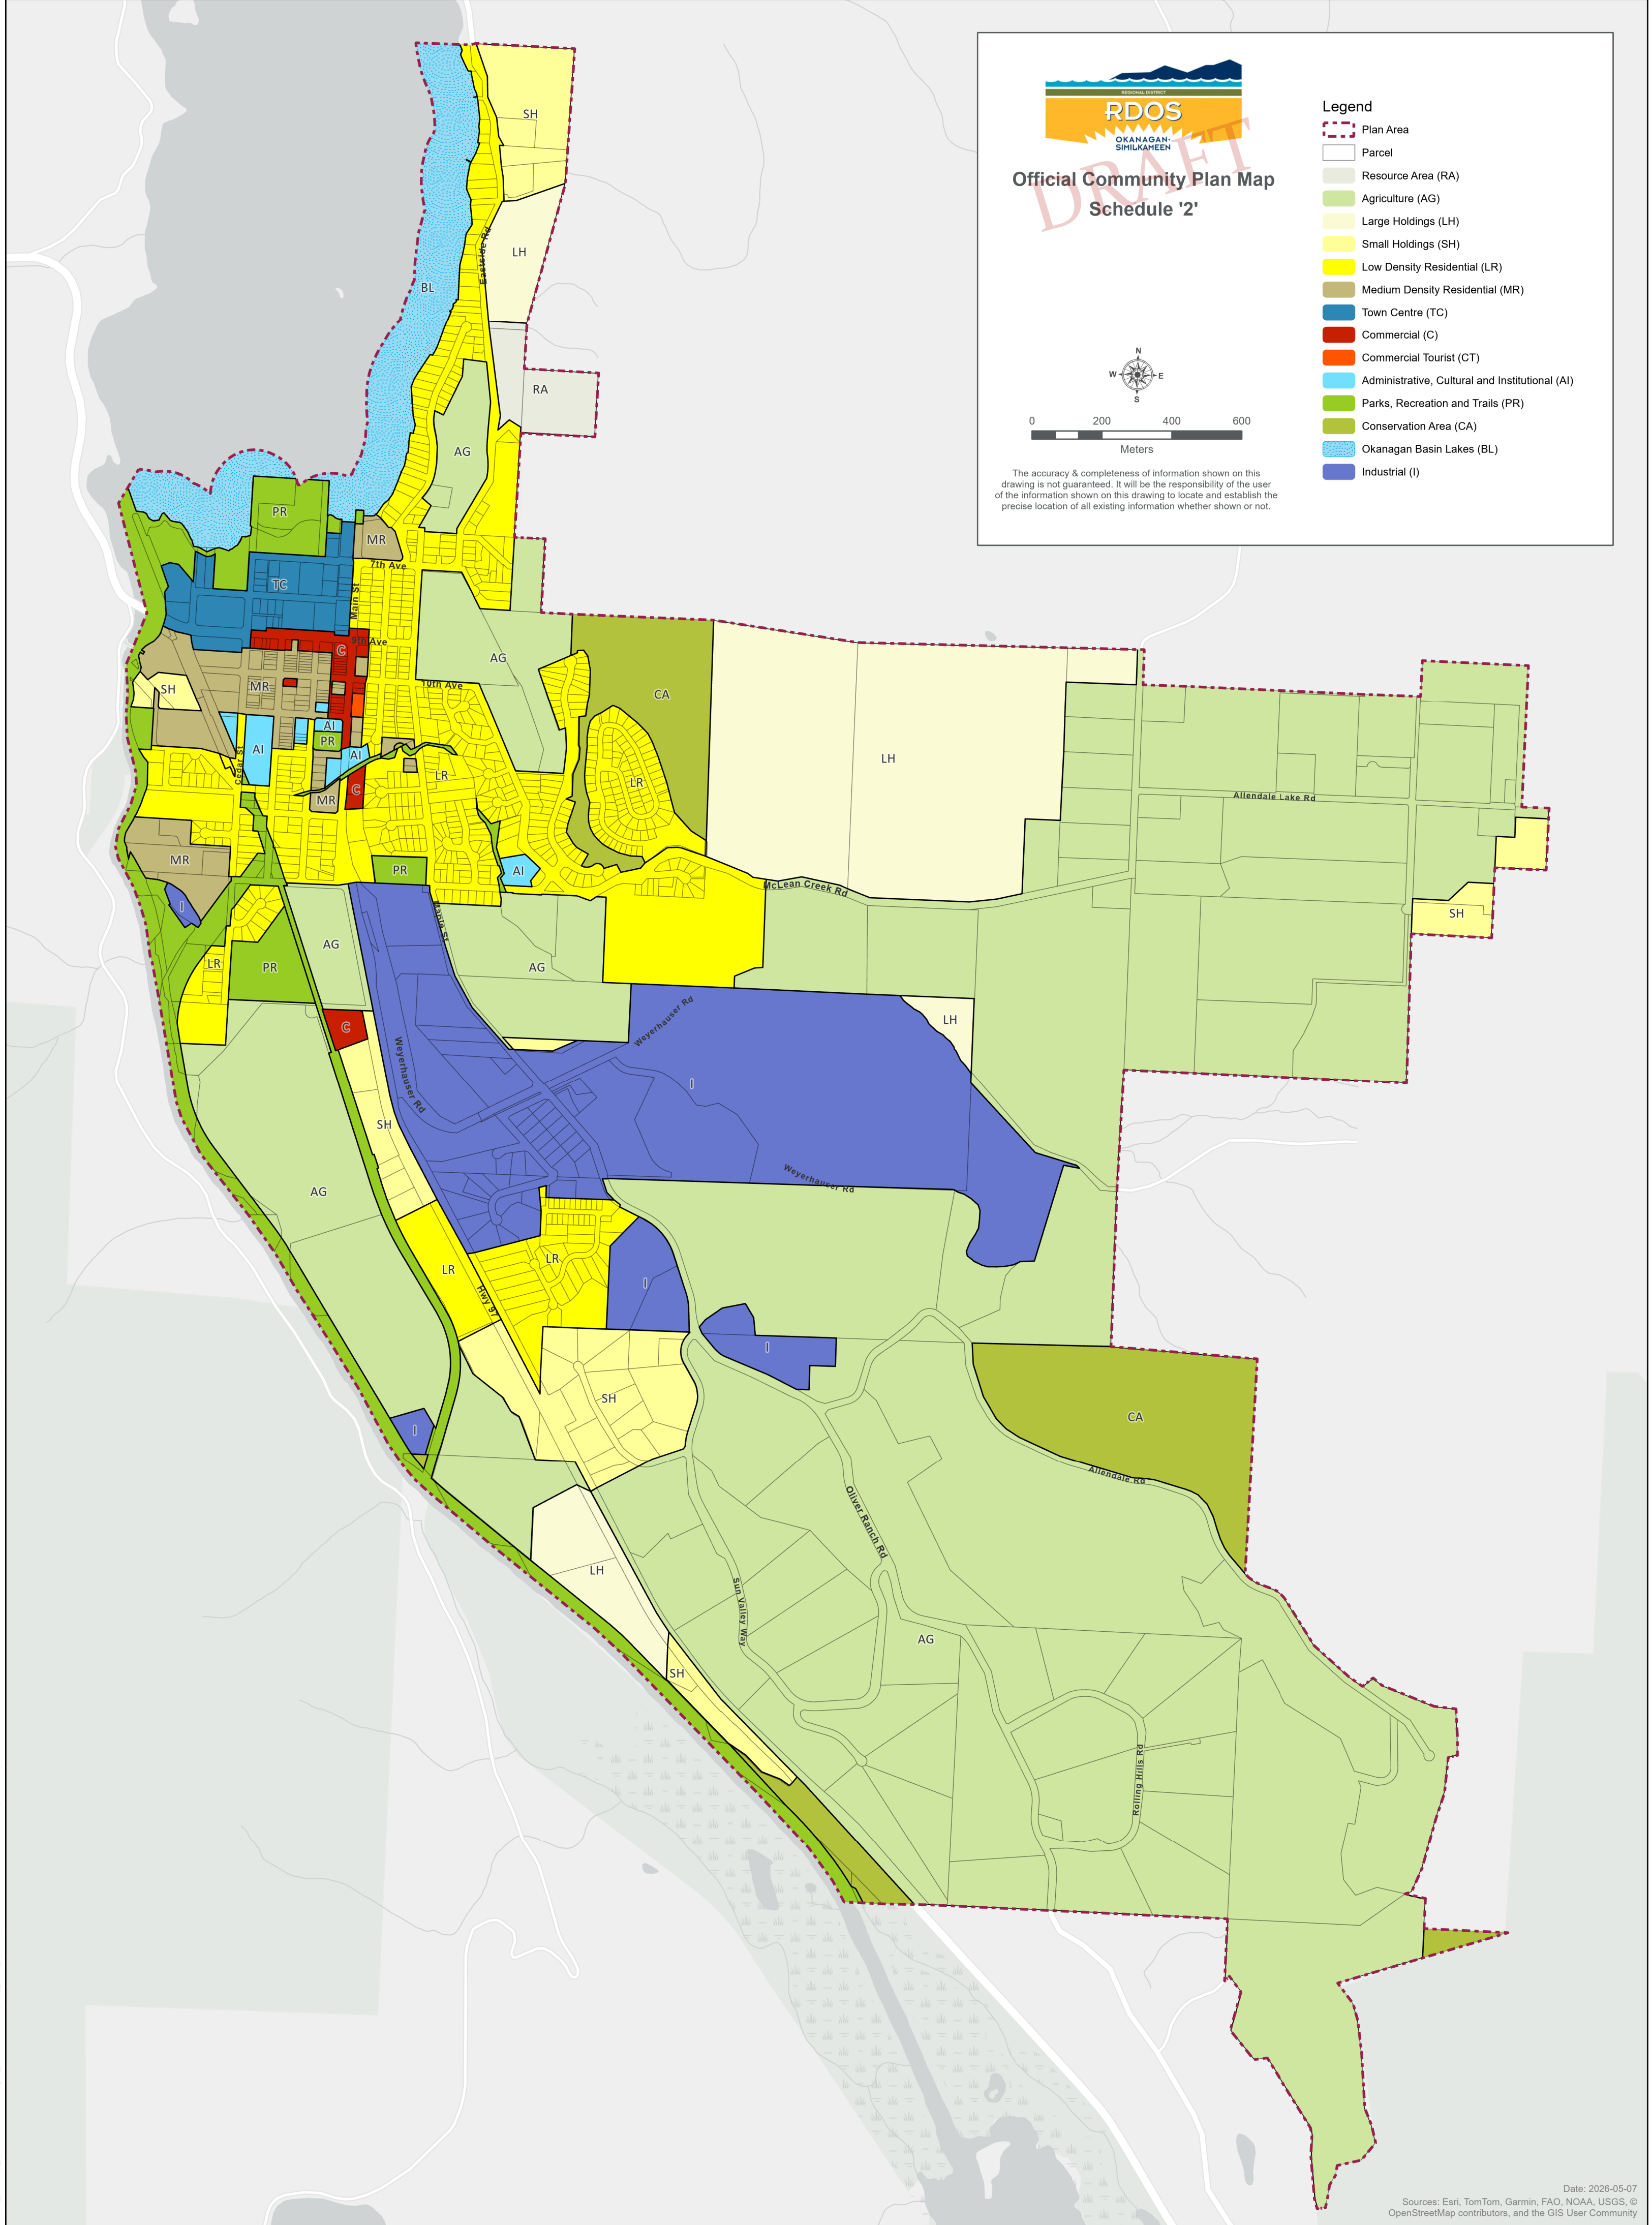 REGIONAL DISTRICT
RDOS
OKANAGAN-
SIMILKAMEEN
DRAFT
Official Community Plan Map
Schedule '2'
N
W
E
S
0 200 400 600
Meters
The accuracy & completeness of information shown on this
drawing is not guaranteed. It will be the responsibility of the user
of the information shown on this drawing to locate and establish the
precise location of all existing information whether shown or not.
Legend
Plan Area
Parcel
Resource Area (RA)
Agriculture (AG)
Large Holdings (LH)
Small Holdings (SH)
Low Density Residential (LR)
Medium Density Residential (MR)
Town Centre (TC)
Commercial (C)
Commercial Tourist (CT)
Administrative, Cultural and Institutional (AI)
Parks, Recreation and Trails (PR)
Conservation Area (CA)
Okanagan Basin Lakes (BL)
Industrial (I)
SH
Eastside Rd
LH
BL
RA
AG
PR
MR
7th Ave
TC
Main St
9th Ave
C
AG
10th Ave
SH
MR
CA
AI
PR
AI
AI
Cedar St
LR
C
MR
LR
LH
Allendale Lake Rd
MR
PR
AI
McLean Creek Rd
I
Maple St
SH
AG
LR
PR
AG
C
Weyerhauser Rd
LH
Weyerhauser Rd
I
SH
Weyerhauser Rd
AG
LR
LR
I
Hwy 97
I
SH
CA
I
Allendale Rd
Oliver Ranch Rd
LH
Sun Valley Way
AG
SH
Rolling Hills Rd
Date: 2026-05-07
Sources: Esri, TomTom, Garmin, FAO, NOAA, USGS, ©
OpenStreetMap contributors, and the GIS User Community